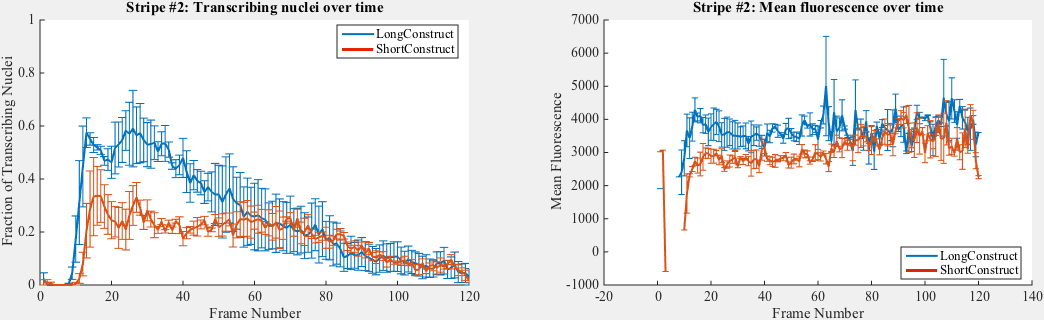 Stripe #2: Transcribing nuclei over time
Fraction of Transcribing Nuclei
1
0.8
0.6
0.4
0.2
0
0 20 40 60 80 100 120
Frame Number
LongConstruct
ShortConstruct
Stripe #2: Mean fluorescence over time
Mean Fluorescence
7000
6000
5000
4000
3000
2000
1000
0
-1000
-20 0 20 40 60 80 100 120 140
Frame Number
LongConstruct
ShortConstruct